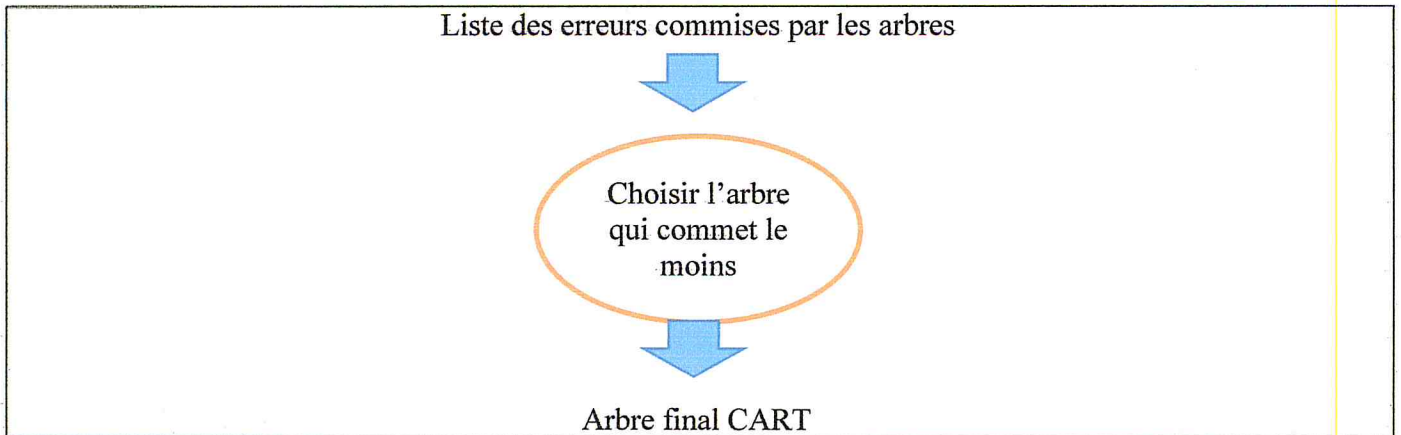 Liste des erreurs commises par les arbres
Choisir l’arbre
qui commet le
moins
Arbre final CART